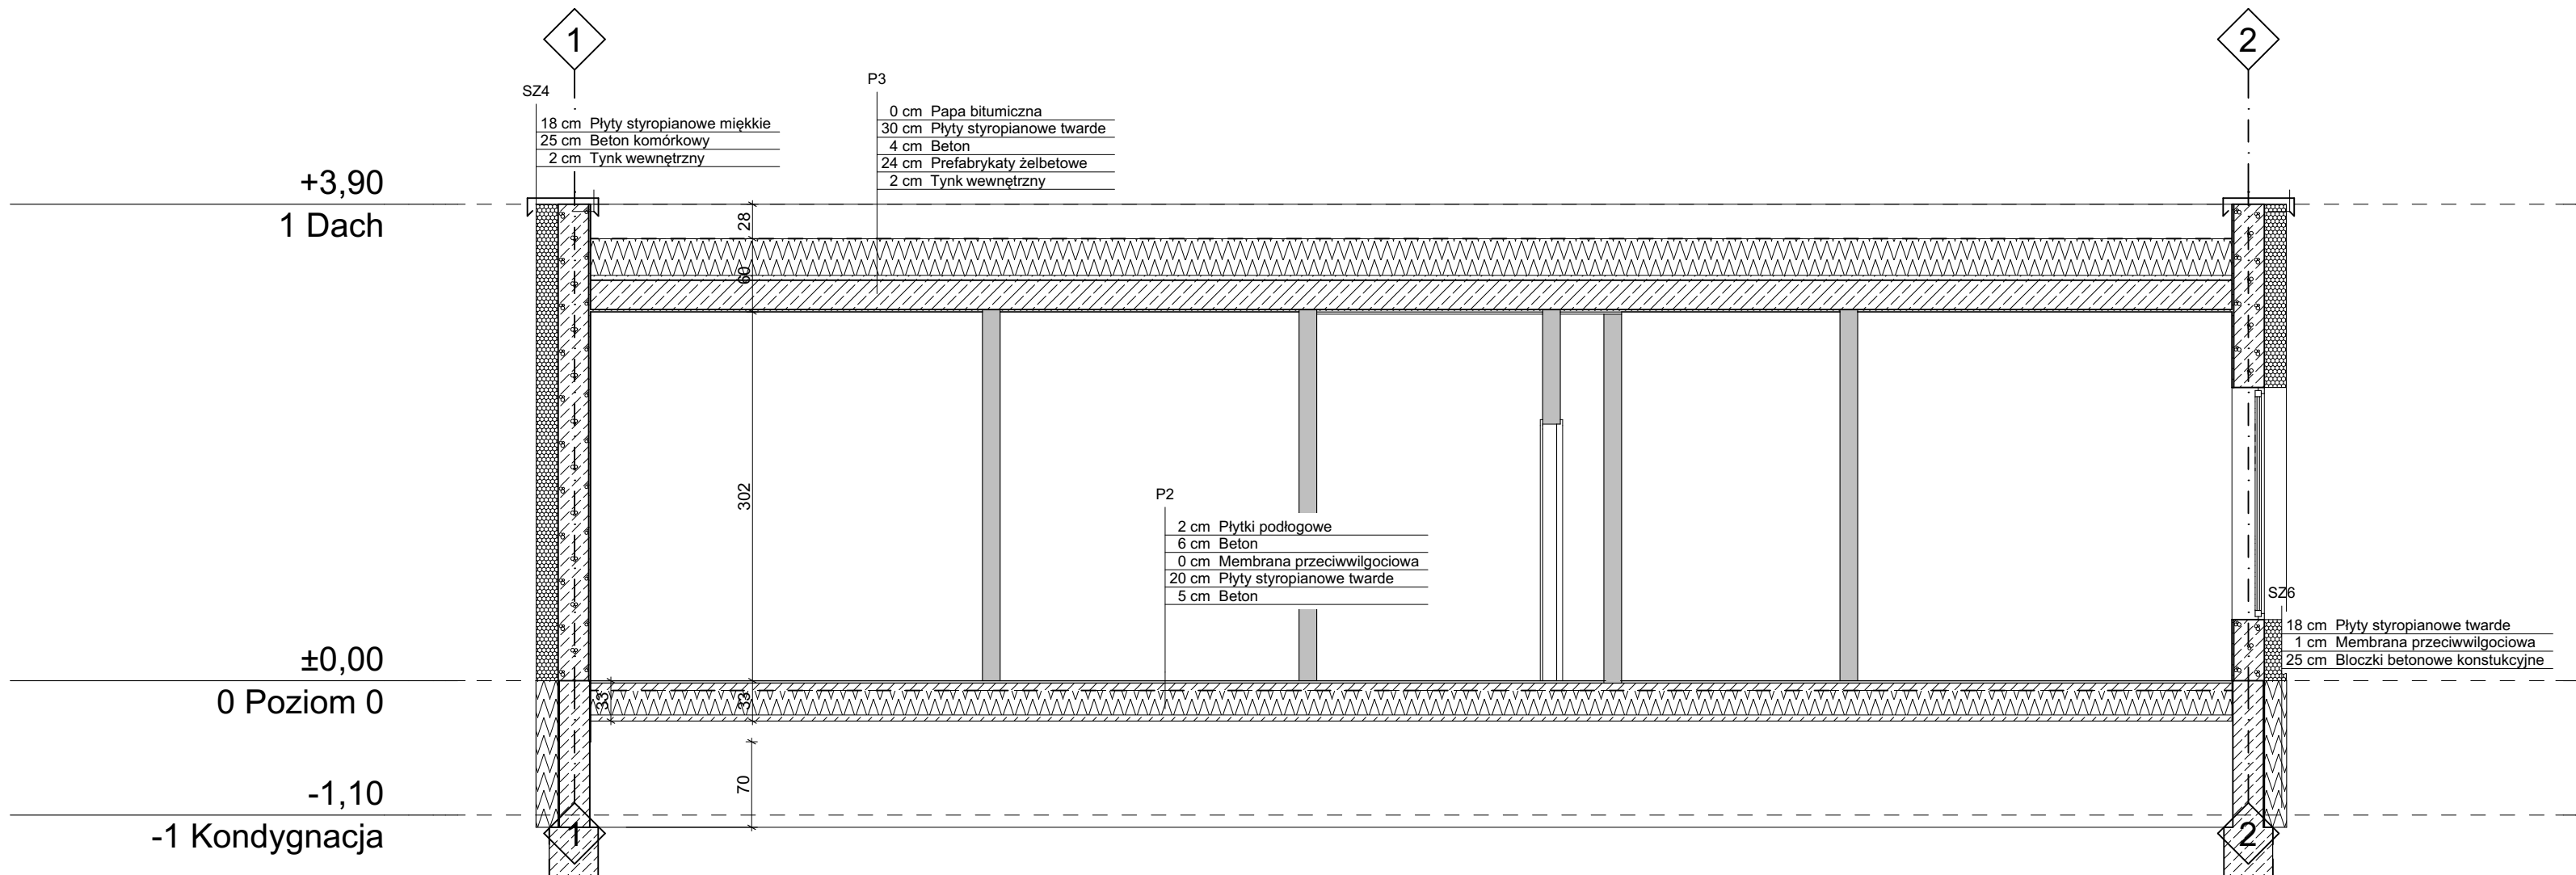 1
2
SZ4
18 cm Płyty styropianowe miękkie
25 cm Beton komórkowy
2 cm Tynk wewnętrzny
P3
0 cm Papa bitumiczna
30 cm Płyty styropianowe twarde
4 cm Beton
24 cm Prefabrykaty żelbetowe
2 cm Tynk wewnętrzny
+3,90
1 Dach
28
60
302
P2
2 cm Płytki podłogowe
6 cm Beton
0 cm Membrana przeciwwilgociowa
20 cm Płyty styropianowe twarde
5 cm Beton
SZ6
18 cm Płyty styropianowe twarde
1 cm Membrana przeciwwilgociowa
25 cm Bloczki betonowe konstukcyjne
±0,00
0 Poziom 0
33
33
70
-1,10
-1 Kondygnacja
1
2